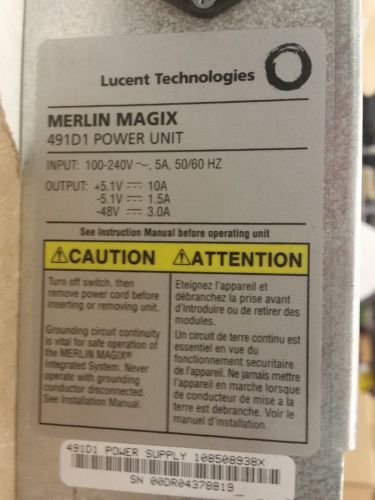 Lucent Technologies
MERLIN MAGIX
491D1 POWER UNIT
INPUT: 100-240V ~, 5A, 50/60 HZ
OUTPUT: +5.1V ⎓ 10A
-5.1V ⎓ 1.5A
-48V ⎓ 3.0A
See Instruction Manual before operating unit
⚠CAUTION
Turn off switch, then
remove power cord before
inserting or removing unit.
Grounding circuit continuity
is vital for safe operation of
the MERLIN MAGIX®
Integrated System. Never
operate with grounding
conductor disconnected.
See Installation Manual.
⚠ATTENTION
Eteignez l'appareil et
débranchez la prise avant
d'introduire ou de retirer des
modules.
Un circuit de terre continu est
essentiel en vue du
fonctionnement securitaire
de l'appareil. Ne jamais mettre
l'appareil en marche lorsque
le conducteur de mise a la
terre est debranche. Voir le
manuel d'installation.
491D1 POWER SUPPLY 108508938X
SN 00DR04378819